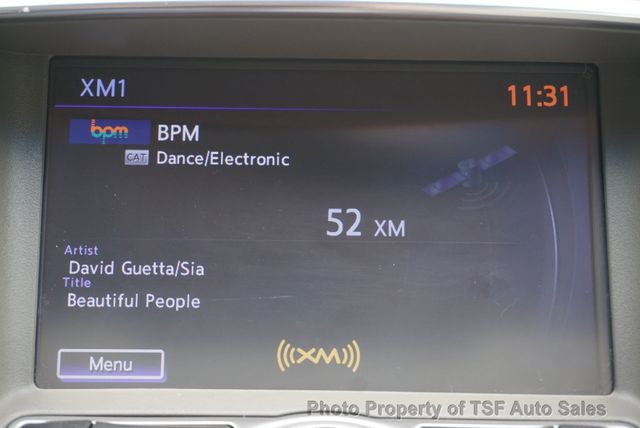 XM1
11:31
bpm BPM
CAT Dance/Electronic
52 XM
Artist
David Guetta/Sia
Title
Beautiful People
Menu
((XM))
Photo Property of TSF Auto Sales